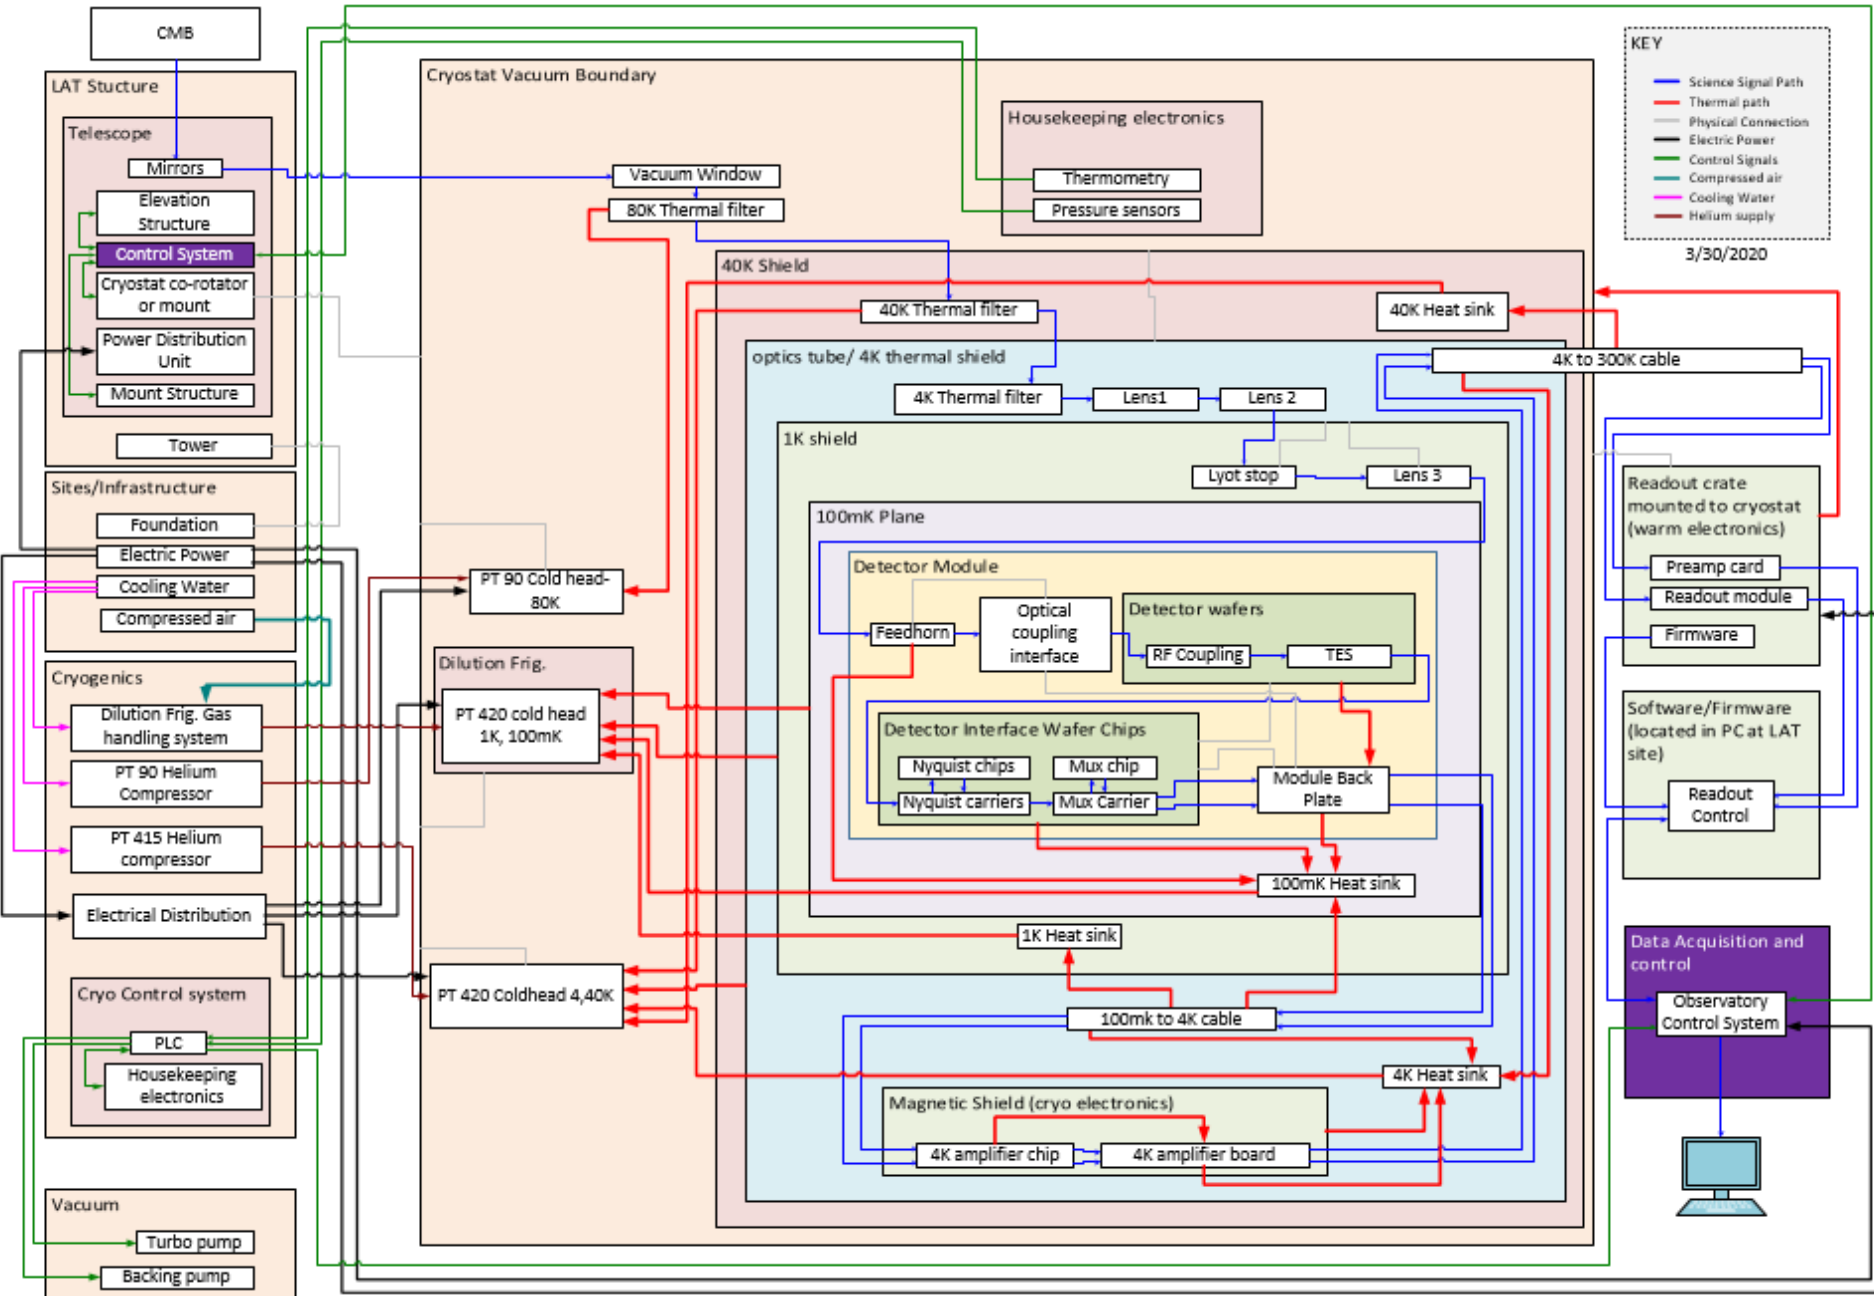 CMB
LAT Stucture
Telescope
Mirrors
Elevation
Structure
Control System
Cryostat co-rotator
or mount
Power Distribution
Unit
Mount Structure
Tower
Sites/Infrastructure
Foundation
Electric Power
Cooling Water
Compressed air
Cryogenics
Dilution Frig. Gas
handling system
PT 90 Helium
Compressor
PT 415 Helium
compressor
Electrical Distribution
Cryo Control system
PLC
Housekeeping
electronics
Vacuum
Turbo pump
Backing pump
Cryostat Vacuum Boundary
Vacuum Window
80K Thermal filter
Housekeeping electronics
Thermometry
Pressure sensors
PT 90 Cold head-
80K
Dilution Frig.
PT 420 cold head
1K, 100mK
PT 420 Coldhead 4,40K
40K Shield
40K Thermal filter
40K Heat sink
optics tube/ 4K thermal shield
4K to 300K cable
4K Thermal filter
Lens1
Lens 2
1K shield
Lyot stop
Lens 3
100mK Plane
Detector Module
Feedhorn
Optical
coupling
interface
Detector wafers
RF Coupling
TES
Detector Interface Wafer Chips
Nyquist chips
Mux chip
Nyquist carriers
Mux Carrier
Module Back
Plate
100mK Heat sink
1K Heat sink
100mk to 4K cable
4K Heat sink
Magnetic Shield (cryo electronics)
4K amplifier chip
4K amplifier board
KEY
Science Signal Path
Thermal path
Physical Connection
Electric Power
Control Signals
Compressed air
Cooling Water
Helium supply
3/30/2020
Readout crate
mounted to cryostat
(warm electronics)
Preamp card
Readout module
Firmware
Software/Firmware
(located in PC at LAT
site)
Readout
Control
Data Acquisition and
control
Observatory
Control System